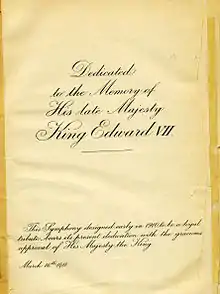 Dedicated
to the Memory of
His late Majesty
King Edward VII
This Symphony designed early in 1910 to be a loyal
tribute, bears its present dedication with the gracious
approval of His Majesty the King
March 16th 1911